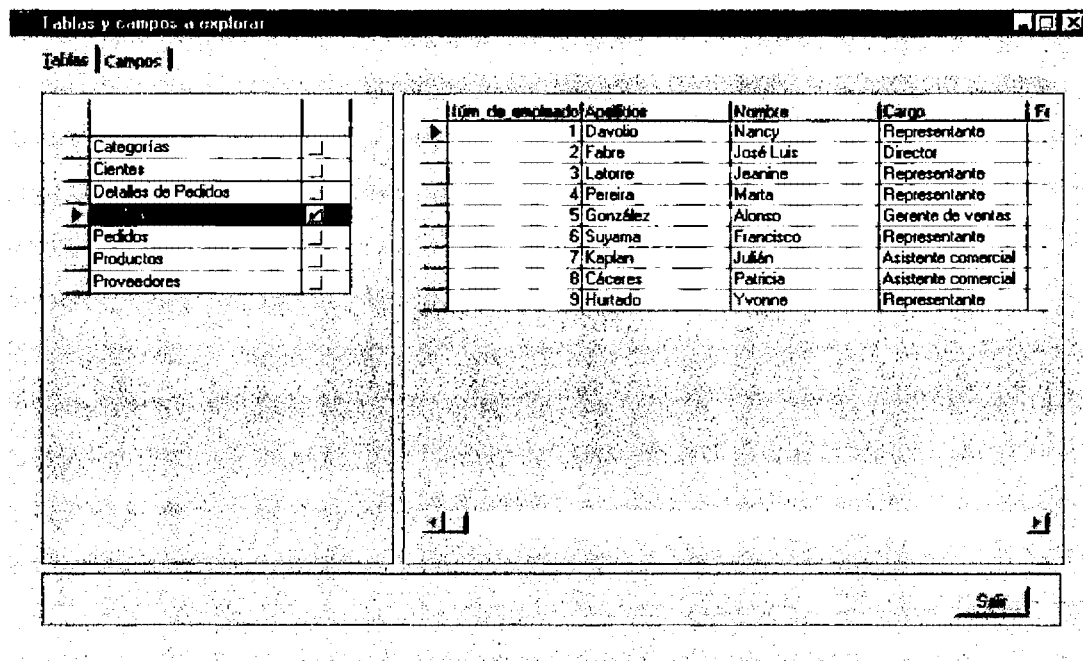 Tablas y campos a explorar
Tablas Campos
Categorías
Cientes
Detalles de Pedidos
Pedidos
Productos
Proveedores
Núm de empleado Apellidos Nombre Cargo
1 Davolio Nancy Representante
2 Fabre José Luis Director
3 Latorre Jeanine Representante
4 Pereira Marta Representante
5 González Alonso Gerente de ventas
6 Suyama Francisco Representante
7 Kaplan Julián Asistente comercial
8 Cáceres Patricia Asistente comercial
9 Hurtado Yvonne Representante
Salir